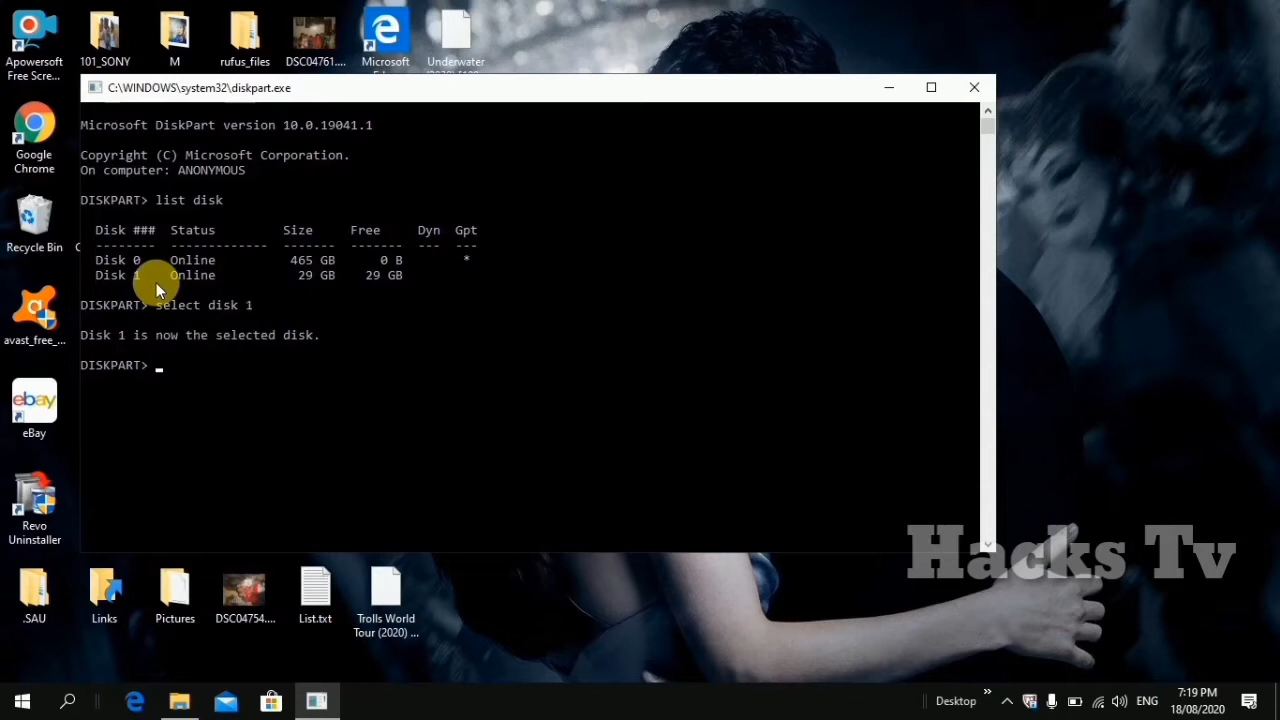 Apowersoft
Free Scre...
101_SONY
M
rufus_files
DSC04761....
Microsoft
Underwater
C:\WINDOWS\system32\diskpart.exe
Microsoft DiskPart version 10.0.19041.1
Copyright (C) Microsoft Corporation.
On computer: ANONYMOUS
DISKPART> list disk
Disk ### Status Size Free Dyn Gpt
-------- ------------- ------- ------- --- ---
Disk 0 Online 465 GB 0 B *
Disk 1 Online 29 GB 29 GB
DISKPART> select disk 1
Disk 1 is now the selected disk.
DISKPART>
Google
Chrome
Recycle Bin
avast_free_...
ebay
eBay
Revo
Uninstaller
Hacks Tv
.SAU
Links
Pictures
DSC04754....
List.txt
Trolls World
Tour (2020) ...
Desktop
ENG
7:19 PM
18/08/2020